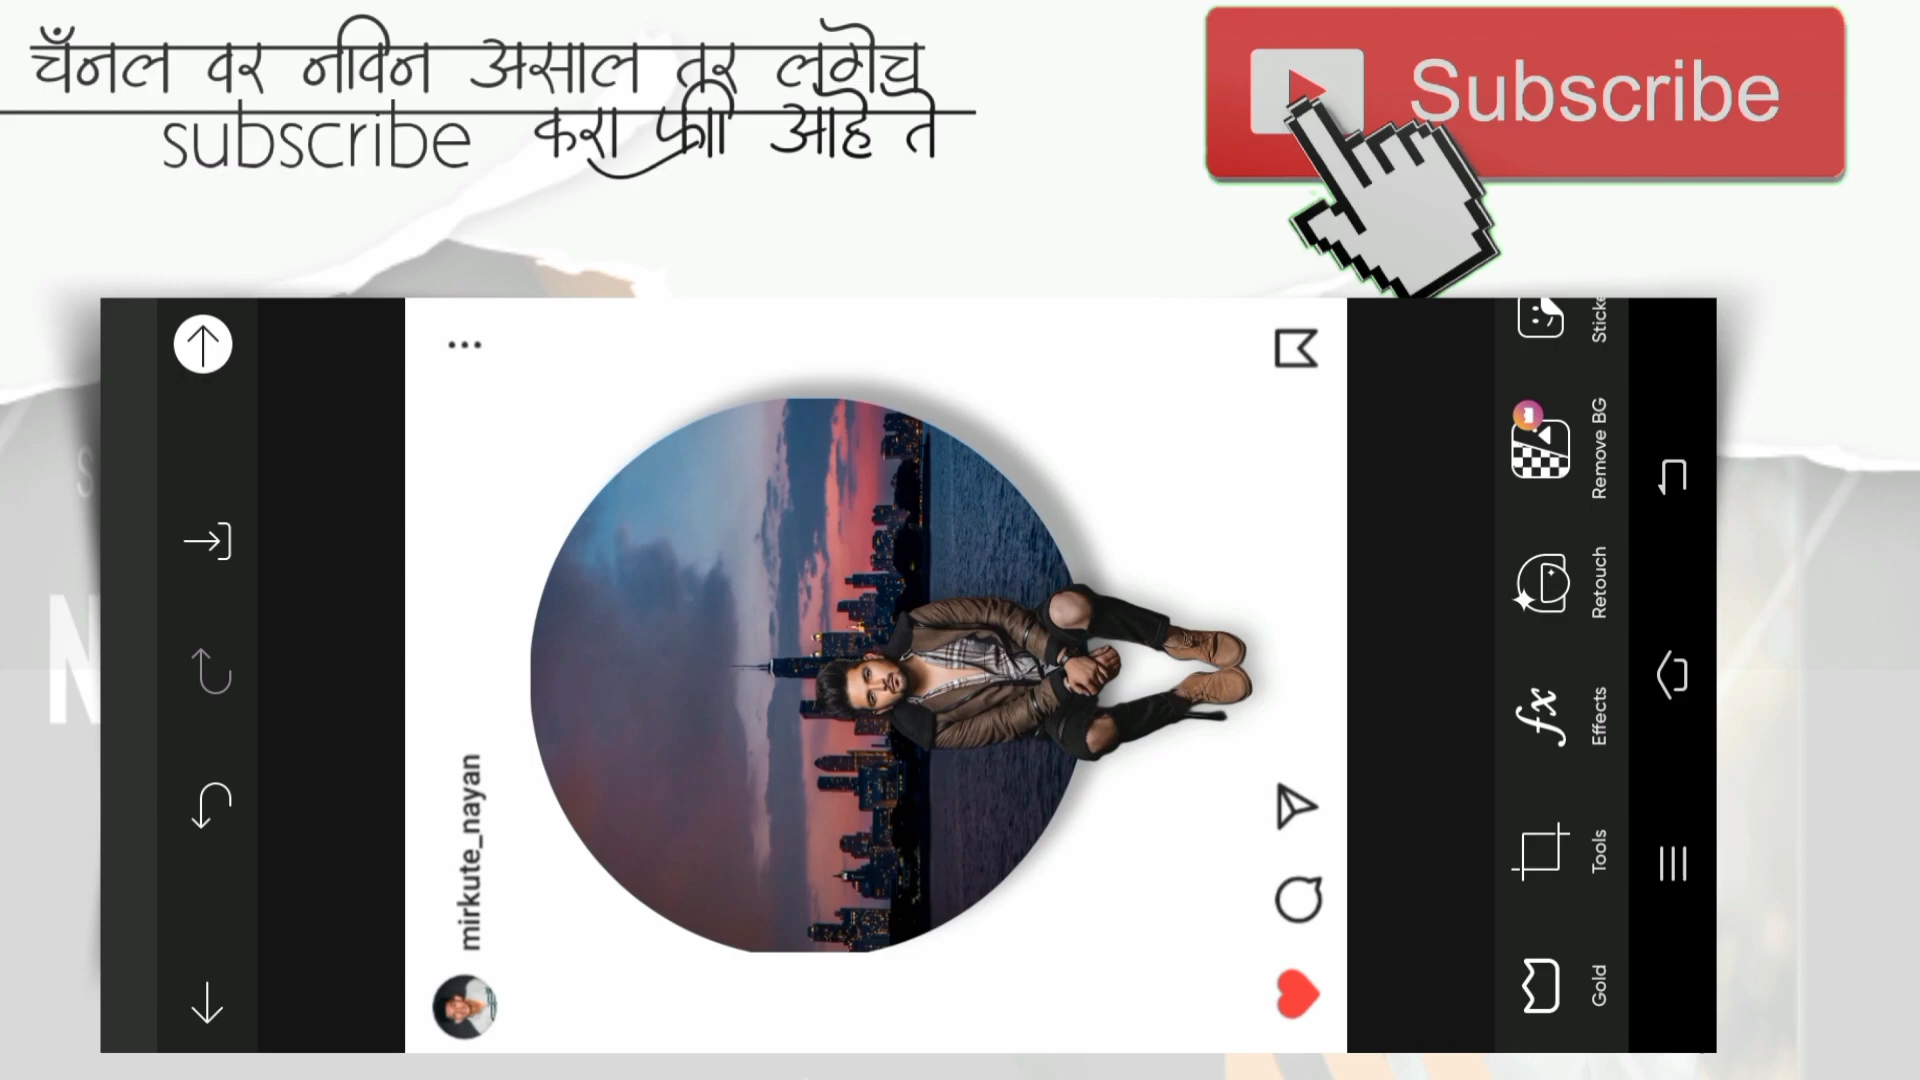 चॅंनल वर नविन असाल तर लगेच
subscribe करा फ्री आहे ते
Subscribe
mirkute_nayan
Gold
Tools
Effects
Retouch
Remove BG
Sticke